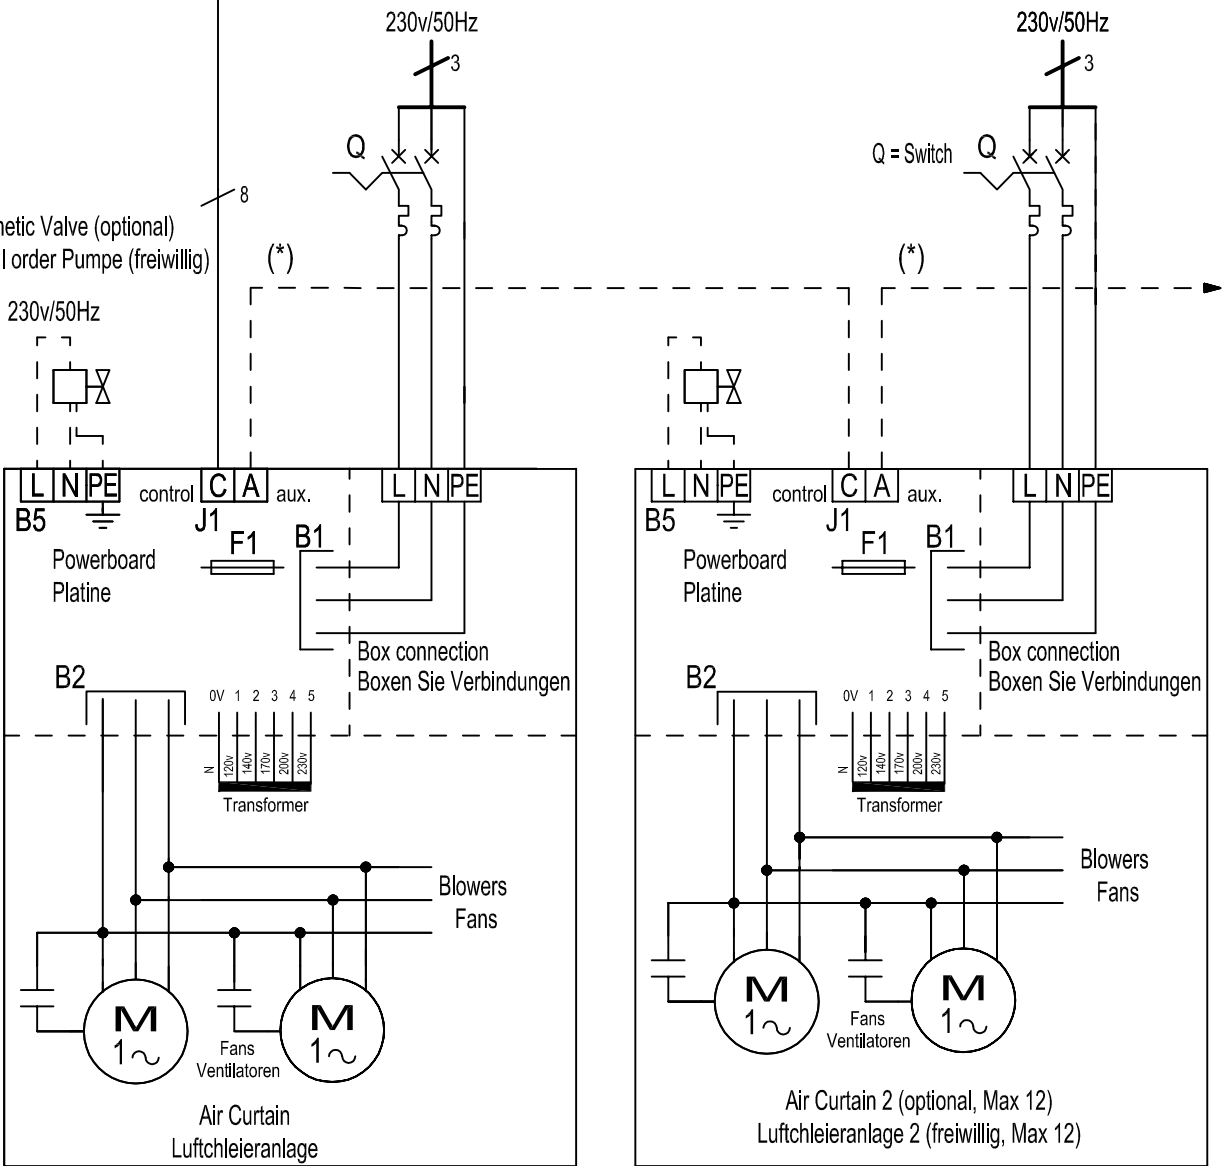 230v/50Hz
3
Q
8
netic Valve (optional)
l order Pumpe (freiwillig)
(*)
230v/50Hz
L N PE
B5
control C A aux.
J1
L N PE
F1
B1
Powerboard
Platine
Box connection
Boxen Sie Verbindungen
B2
0V 1 2 3 4 5
N 120v 140v 170v 200v 230v
Transformer
Blowers
Fans
M
1~
M
1~
Fans
Ventilatoren
Air Curtain
Luftchleieranlage
230v/50Hz
3
Q = Switch Q
(*)
L N PE
B5
control C A aux.
J1
L N PE
F1
B1
Powerboard
Platine
Box connection
Boxen Sie Verbindungen
B2
0V 1 2 3 4 5
N 120v 140v 170v 200v 230v
Transformer
Blowers
Fans
M
1~
M
1~
Fans
Ventilatoren
Air Curtain 2 (optional, Max 12)
Luftchleieranlage 2 (freiwillig, Max 12)